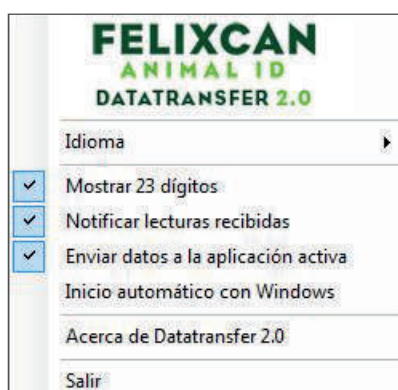 FELIXCAN
ANIMAL ID
DATATRANSFER 2.0
Idioma
Mostrar 23 dígitos
Notificar lecturas recibidas
Enviar datos a la aplicación activa
Inicio automático con Windows
Acerca de Datatransfer 2.0
Salir